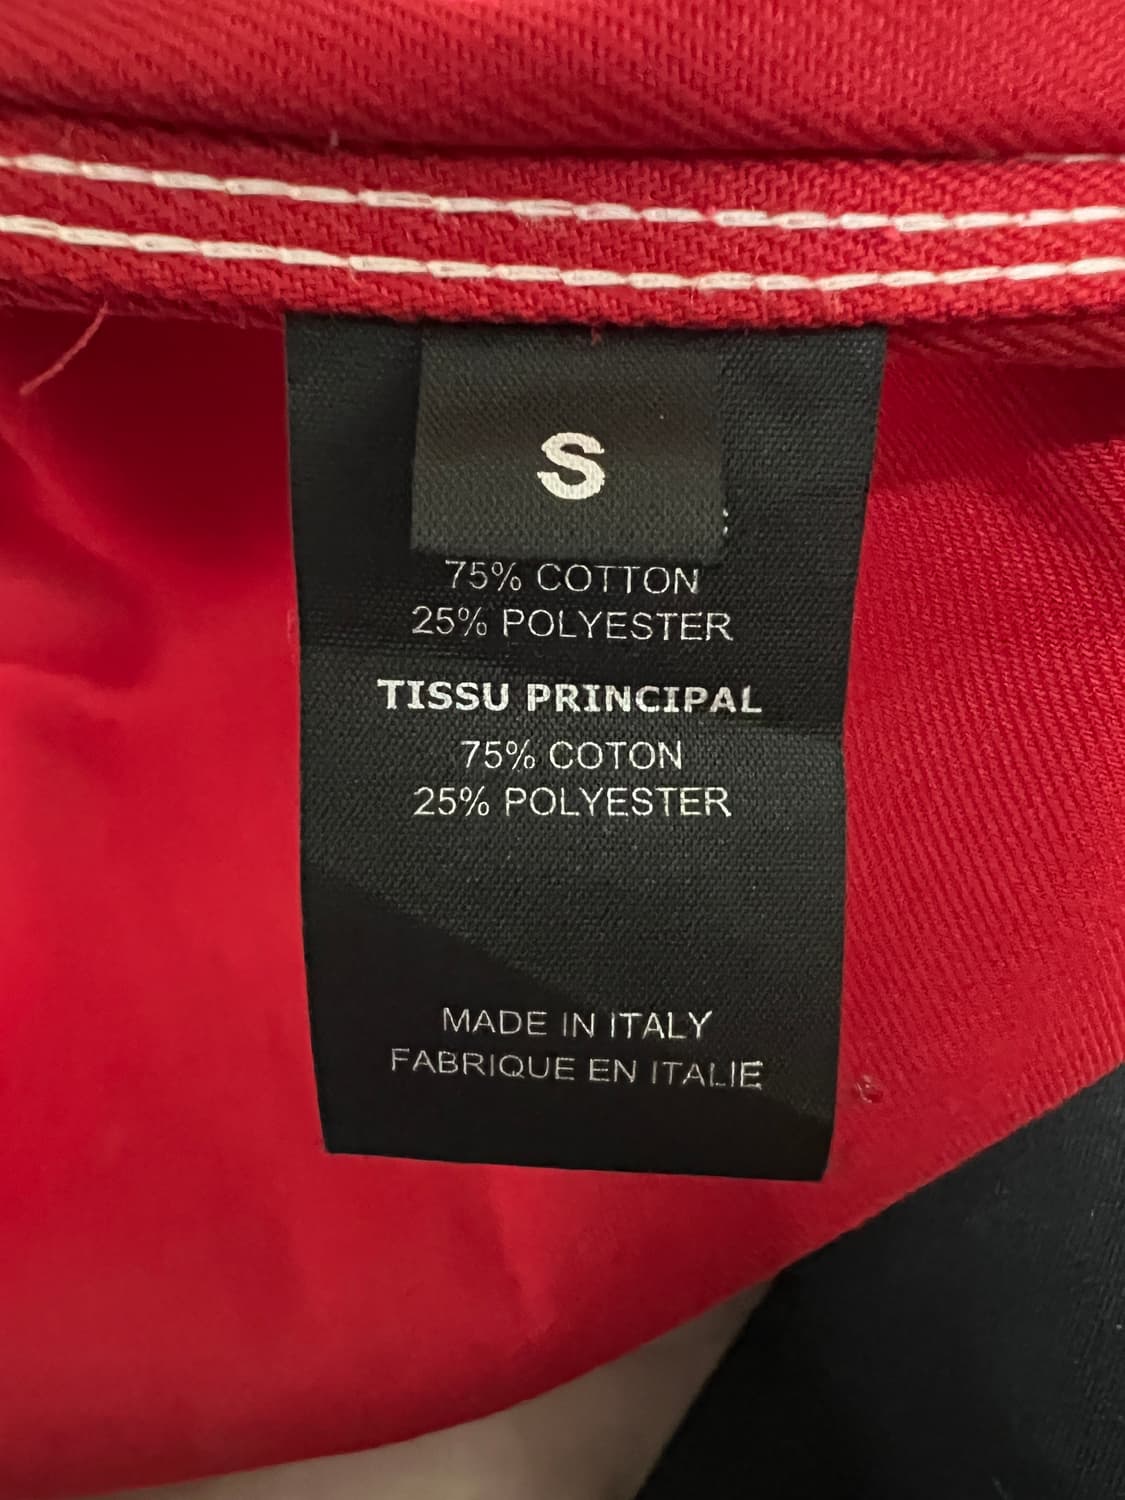 S
75% COTTON
25% POLYESTER
TISSU PRINCIPAL
75% COTON
25% POLYESTER
MADE IN ITALY
FABRIQUE EN ITALIE